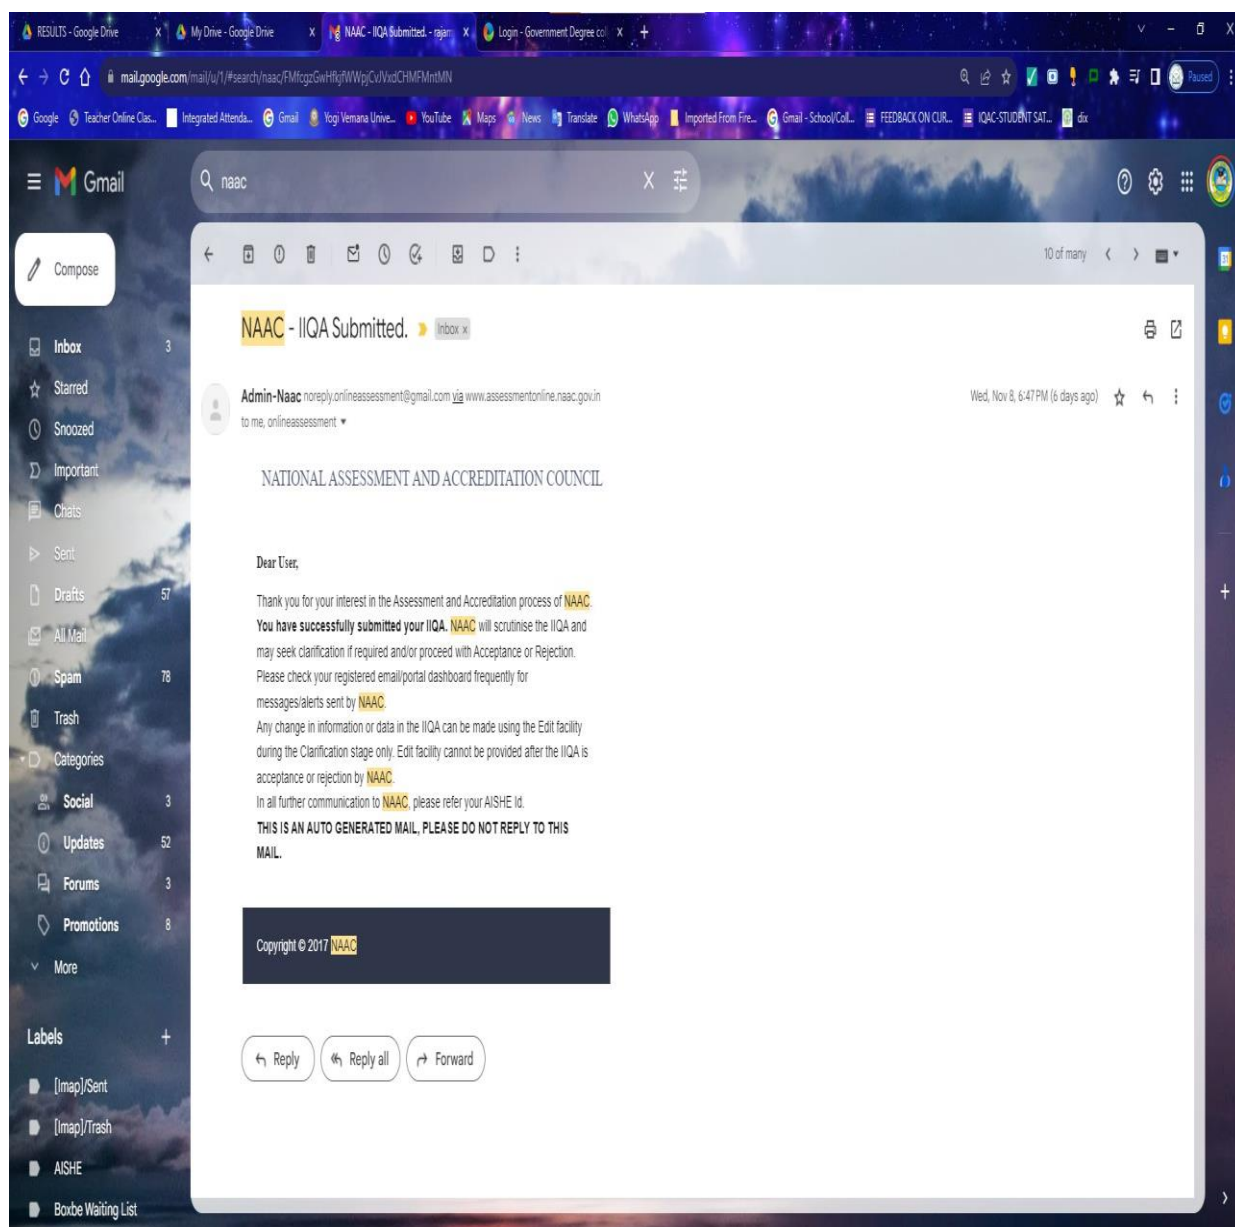 RESULTS - Google Drive
My Drive - Google Drive
NAAC - IIQA Submitted. - rajam
Login - Government Degree col
mail.google.com/mail/u/1/#search/naac/
Paused
Google
Teacher Online Clas...
Integrated Attenda...
Gmail
Yogi Vemana Unive...
YouTube
Maps
News
Translate
WhatsApp
Imported From Fire...
Gmail - School/Coll...
FEEDBACK ON CUR...
IQAC-STUDENT SAT...
dix
Gmail
naac
Compose
10 of many
Inbox 3
Starred
Snoozed
Important
Chats
Sent
Drafts 57
All Mail
Spam 78
Trash
Categories
Social 3
Updates 52
Forums 3
Promotions 8
More
Labels
[Imap]/Sent
[Imap]/Trash
AISHE
Boxbe Waiting List
NAAC - IIQA Submitted.
Inbox x
Admin-Naac noreply.onlineassessment@gmail.com via www.assessmentonline.naac.gov.in
Wed, Nov 8, 6:47 PM (6 days ago)
to me, onlineassessment
NATIONAL ASSESSMENT AND ACCREDITATION COUNCIL
Dear User,
Thank you for your interest in the Assessment and Accreditation process of NAAC.
You have successfully submitted your IIQA. NAAC will scrutinise the IIQA and
may seek clarification if required and/or proceed with Acceptance or Rejection.
Please check your registered email/portal dashboard frequently for
messages/alerts sent by NAAC.
Any change in information or data in the IIQA can be made using the Edit facility
during the Clarification stage only. Edit facility cannot be provided after the IIQA is
acceptance or rejection by NAAC.
In all further communication to NAAC, please refer your AISHE Id.
THIS IS AN AUTO GENERATED MAIL, PLEASE DO NOT REPLY TO THIS
MAIL.
Copyright © 2017 NAAC
Reply
Reply all
Forward